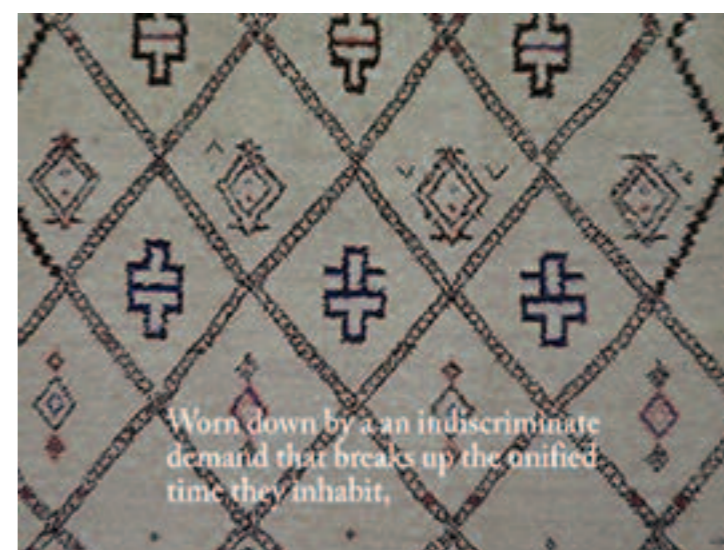 Worn down by a an indiscriminate
demand that breaks up the unified
time they inhabit,